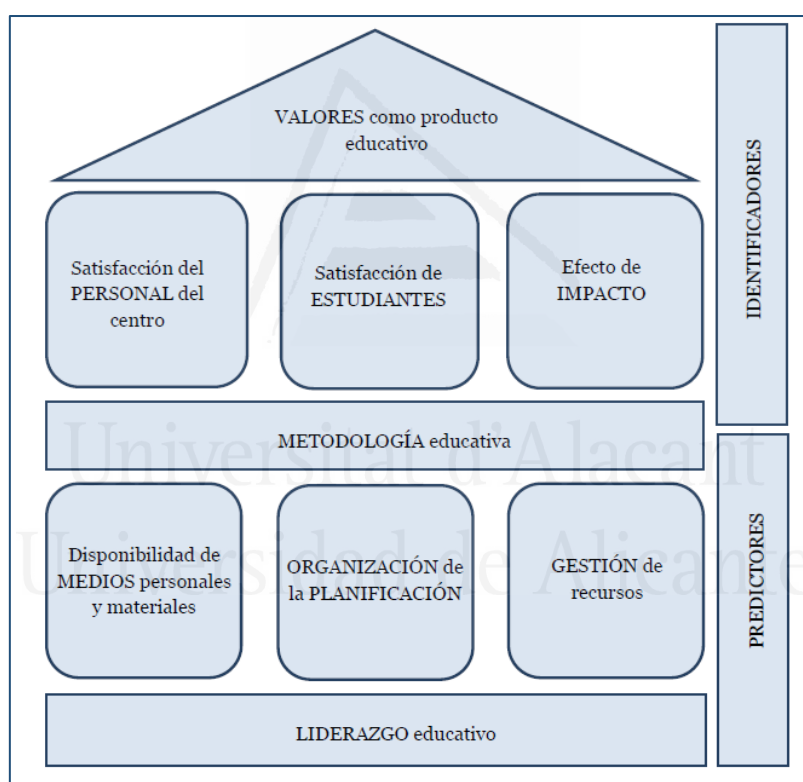 VALORES como producto
educativo
Satisfacción del
PERSONAL del
centro
Satisfacción de
ESTUDIANTES
Efecto de
IMPACTO
IDENTIFICADORES
METODOLOGÍA educativa
Universitat d'Alacant
Universidad de Alicante
Disponibilidad de
MEDIOS personales
y materiales
ORGANIZACIÓN de
la PLANIFICACIÓN
GESTIÓN de
recursos
PREDICTORES
LIDERAZGO educativo